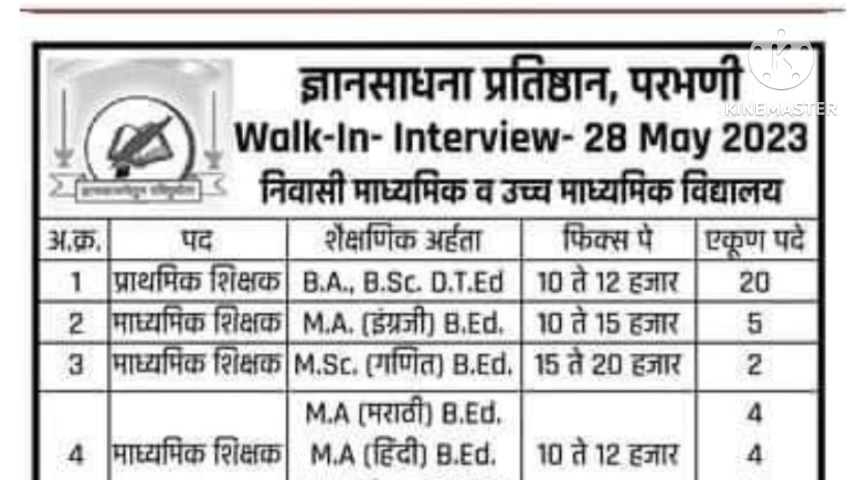 ज्ञानसाधना प्रतिष्ठान, परभणी
KINEMASTER
Walk-In- Interview- 28 May 2023
निवासी माध्यमिक व उच्च माध्यमिक विद्यालय
अ.क्र. पद शैक्षणिक अर्हता फिक्स पे एकूण पदे
1 प्राथमिक शिक्षक B.A., B.Sc. D.T.Ed 10 ते 12 हजार 20
2 माध्यमिक शिक्षक M.A. (इंग्रजी) B.Ed. 10 ते 15 हजार 5
3 माध्यमिक शिक्षक M.Sc. (गणित) B.Ed. 15 ते 20 हजार 2
M.A (मराठी) B.Ed. 4
4 माध्यमिक शिक्षक M.A (हिंदी) B.Ed. 10 ते 12 हजार 4